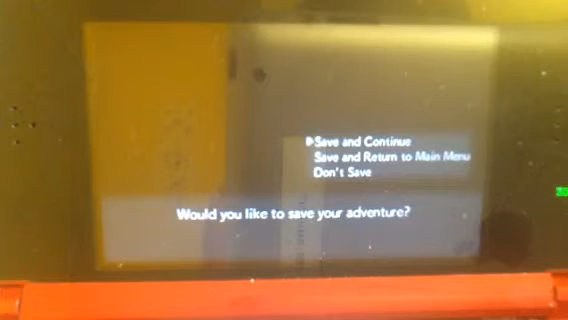 Save and Continue
Save and Return to Main Menu
Don't Save
Would you like to save your adventure?